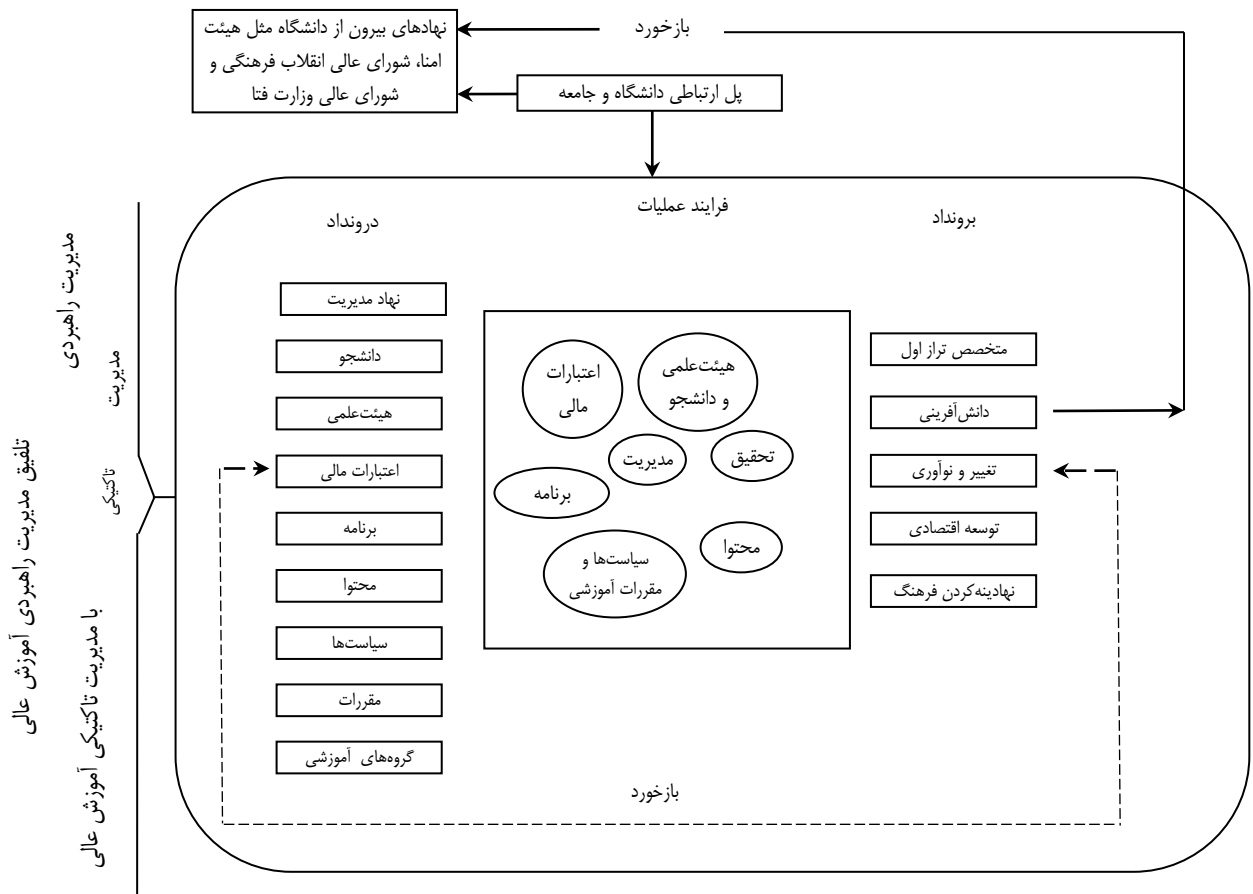 بازخورد
نهادهای بیرون از دانشگاه مثل هیئت
امنا، شورای عالی انقلاب فرهنگی و
شورای عالی وزارت فتا
پل ارتباطی دانشگاه و جامعه
فرایند عملیات
برونداد
درونداد
متخصص تراز اول
دانش‌آفرینی
تغییر و نوآوری
توسعه اقتصادی
نهادینه‌کردن فرهنگ
هیئت‌علمی
و دانشجو
اعتبارات
مالی
تحقیق
مدیریت
برنامه
محتوا
سیاست‌ها و
مقررات آموزشی
نهاد مدیریت
دانشجو
هیئت‌علمی
اعتبارات مالی
برنامه
محتوا
سیاست‌ها
مقررات
گروه‌های آموزشی
بازخورد
مدیریت راهبردی
مدیریت
تاکتیکی
تلفیق مدیریت راهبردی آموزش عالی
با مدیریت تاکتیکی آموزش عالی